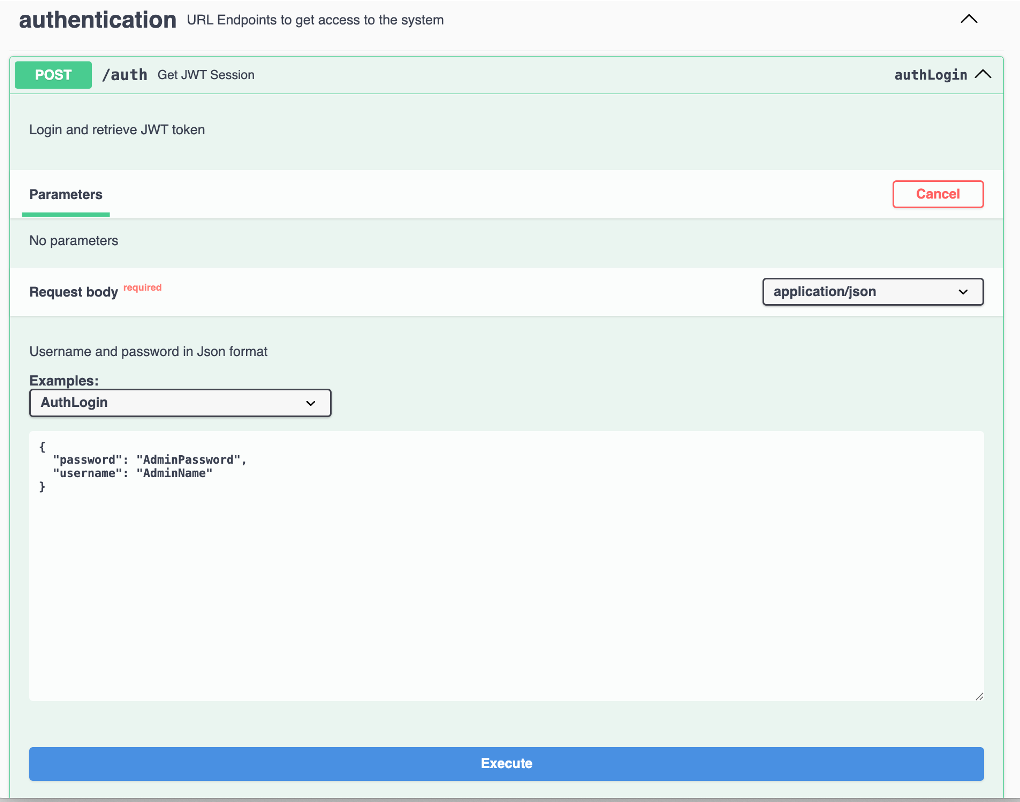 authentication URL Endpoints to get access to the system
POST /auth Get JWT Session authLogin
Login and retrieve JWT token
Parameters Cancel
No parameters
Request body required application/json
Username and password in Json format
Examples:
AuthLogin
{
  "password": "AdminPassword",
  "username": "AdminName"
}
Execute